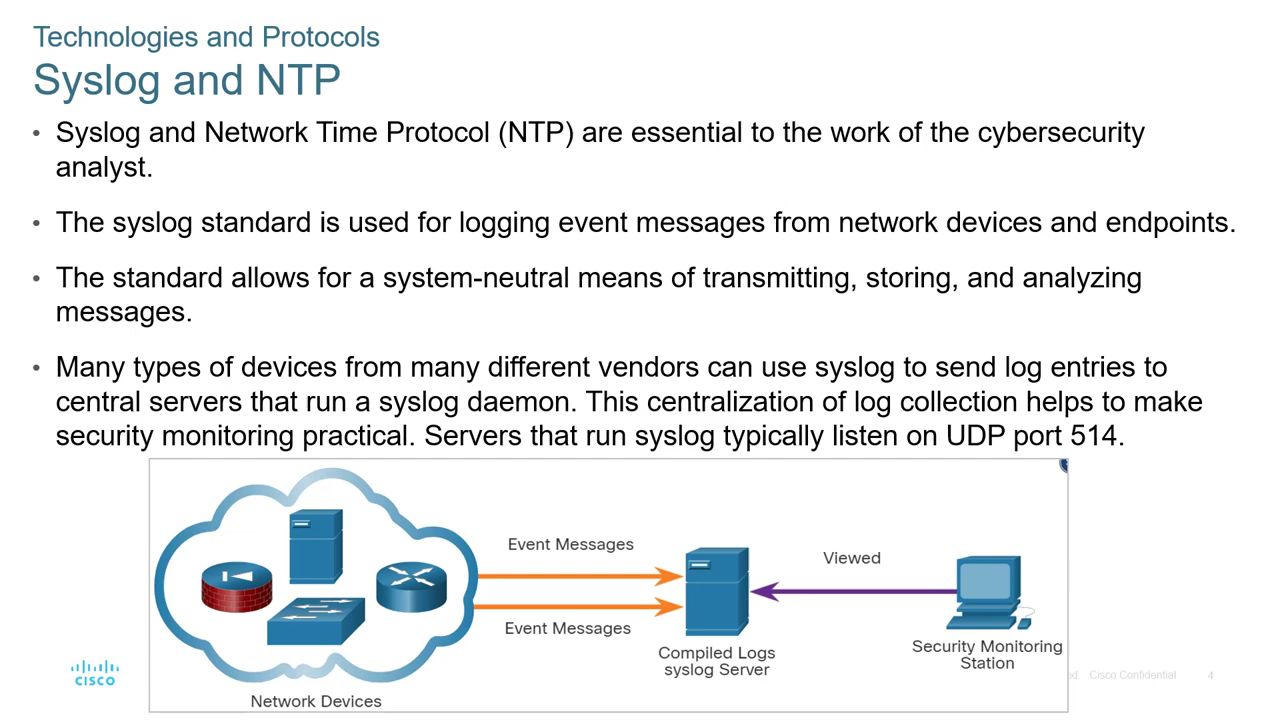 Technologies and Protocols
Syslog and NTP
• Syslog and Network Time Protocol (NTP) are essential to the work of the cybersecurity
analyst.
• The syslog standard is used for logging event messages from network devices and endpoints.
• The standard allows for a system-neutral means of transmitting, storing, and analyzing
messages.
• Many types of devices from many different vendors can use syslog to send log entries to
central servers that run a syslog daemon. This centralization of log collection helps to make
security monitoring practical. Servers that run syslog typically listen on UDP port 514.
Event Messages
Viewed
Event Messages
Compiled Logs
syslog Server
Security Monitoring
Station
Network Devices
CISCO
Cisco Confidential
4